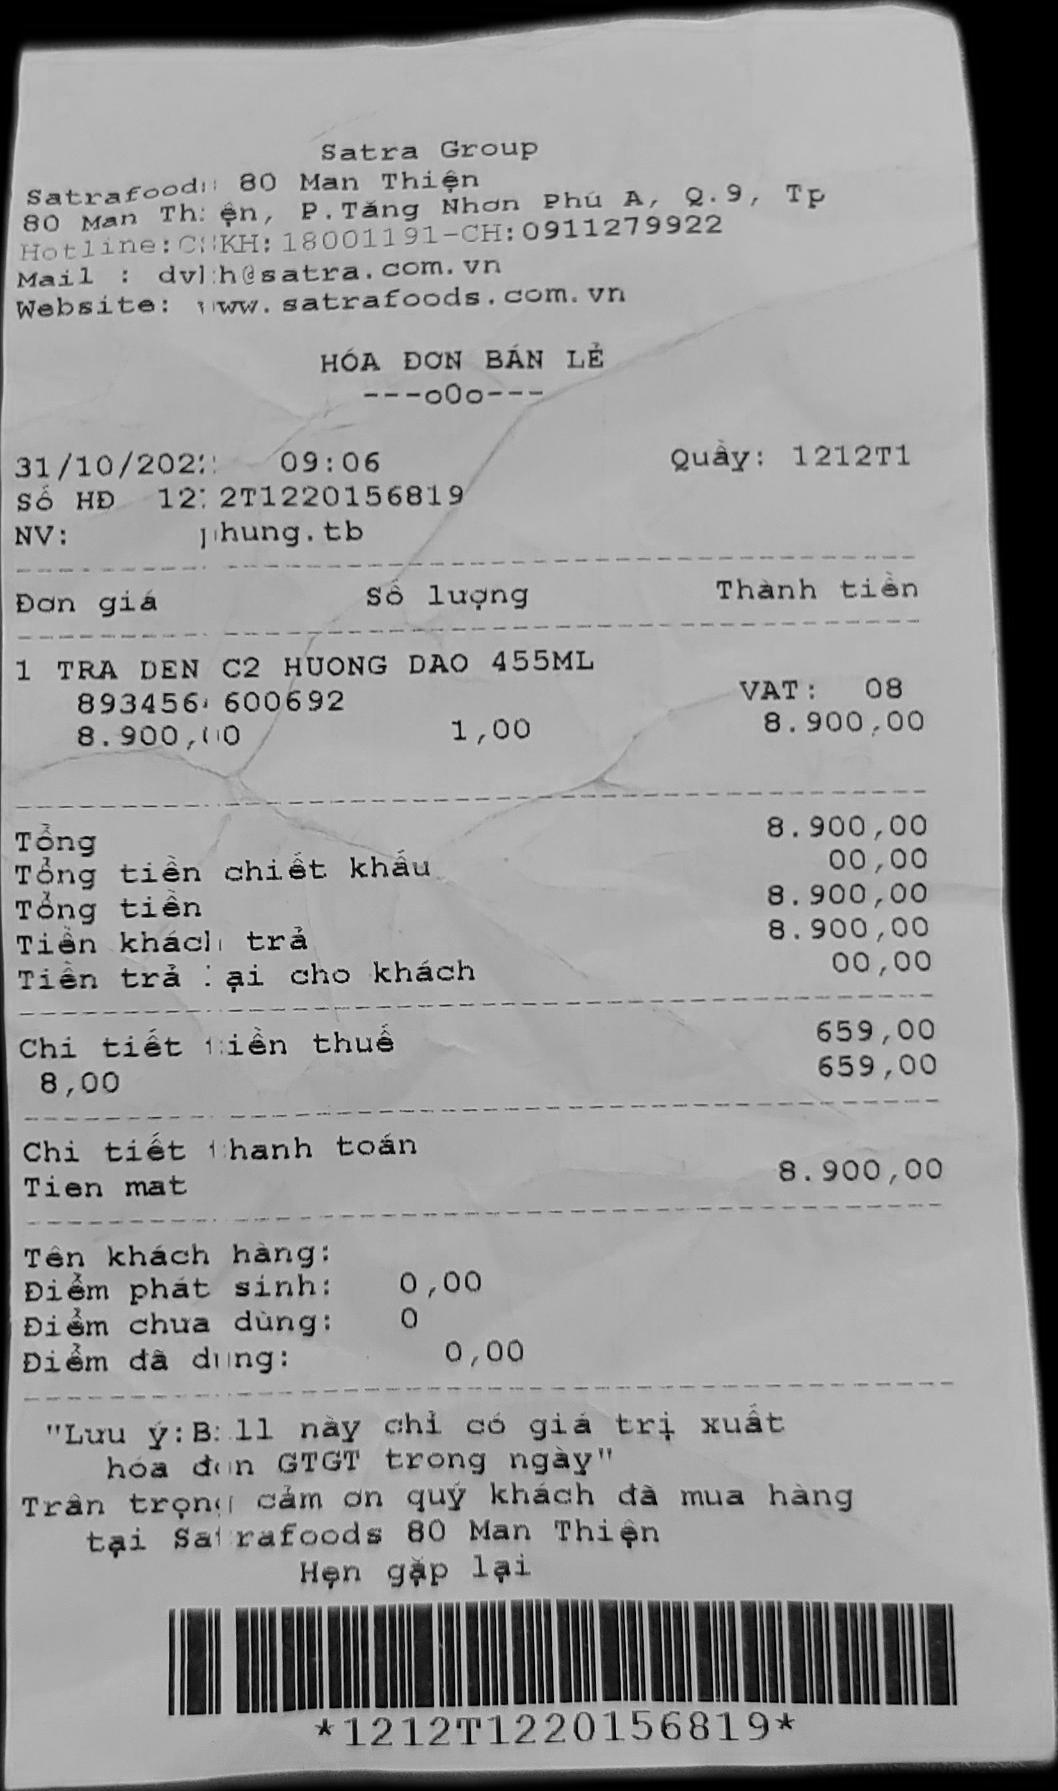 Satra Group
Satrafoods 80 Man Thiện
80 Man Thiện, P.Tăng Nhơn Phú A, Q.9, Tp
Hotline:CSKH:18001191-CH:0911279922
Mail : dvkh@satra.com.vn
Website: www.satrafoods.com.vn
HÓA ĐƠN BÁN LẺ
---o0o---
31/10/2022 09:06 Quầy: 1212T1
Số HĐ 1212T1220156819
NV: phung.tb
Đơn giá Số lượng Thành tiền
1 TRA DEN C2 HUONG DAO 455ML
VAT: 08
8.900,00 1,00 8.900,00
Tổng 8.900,00
Tổng tiền chiết khấu 00,00
Tổng tiền 8.900,00
Tiền khách trả 8.900,00
Tiền trả lại cho khách 00,00
Chi tiết tiền thuế 659,00
8,00 659,00
Chi tiết thanh toán
Tien mat 8.900,00
Tên khách hàng:
Điểm phát sinh: 0,00
Điểm chưa dùng: 0
Điểm đã dùng: 0,00
"Lưu ý:Bill này chỉ có giá trị xuất
hóa đơn GTGT trong ngày"
Trân trọng cảm ơn quý khách đã mua hàng
tại Satrafoods 80 Man Thiện
Hẹn gặp lại
*1212T1220156819*